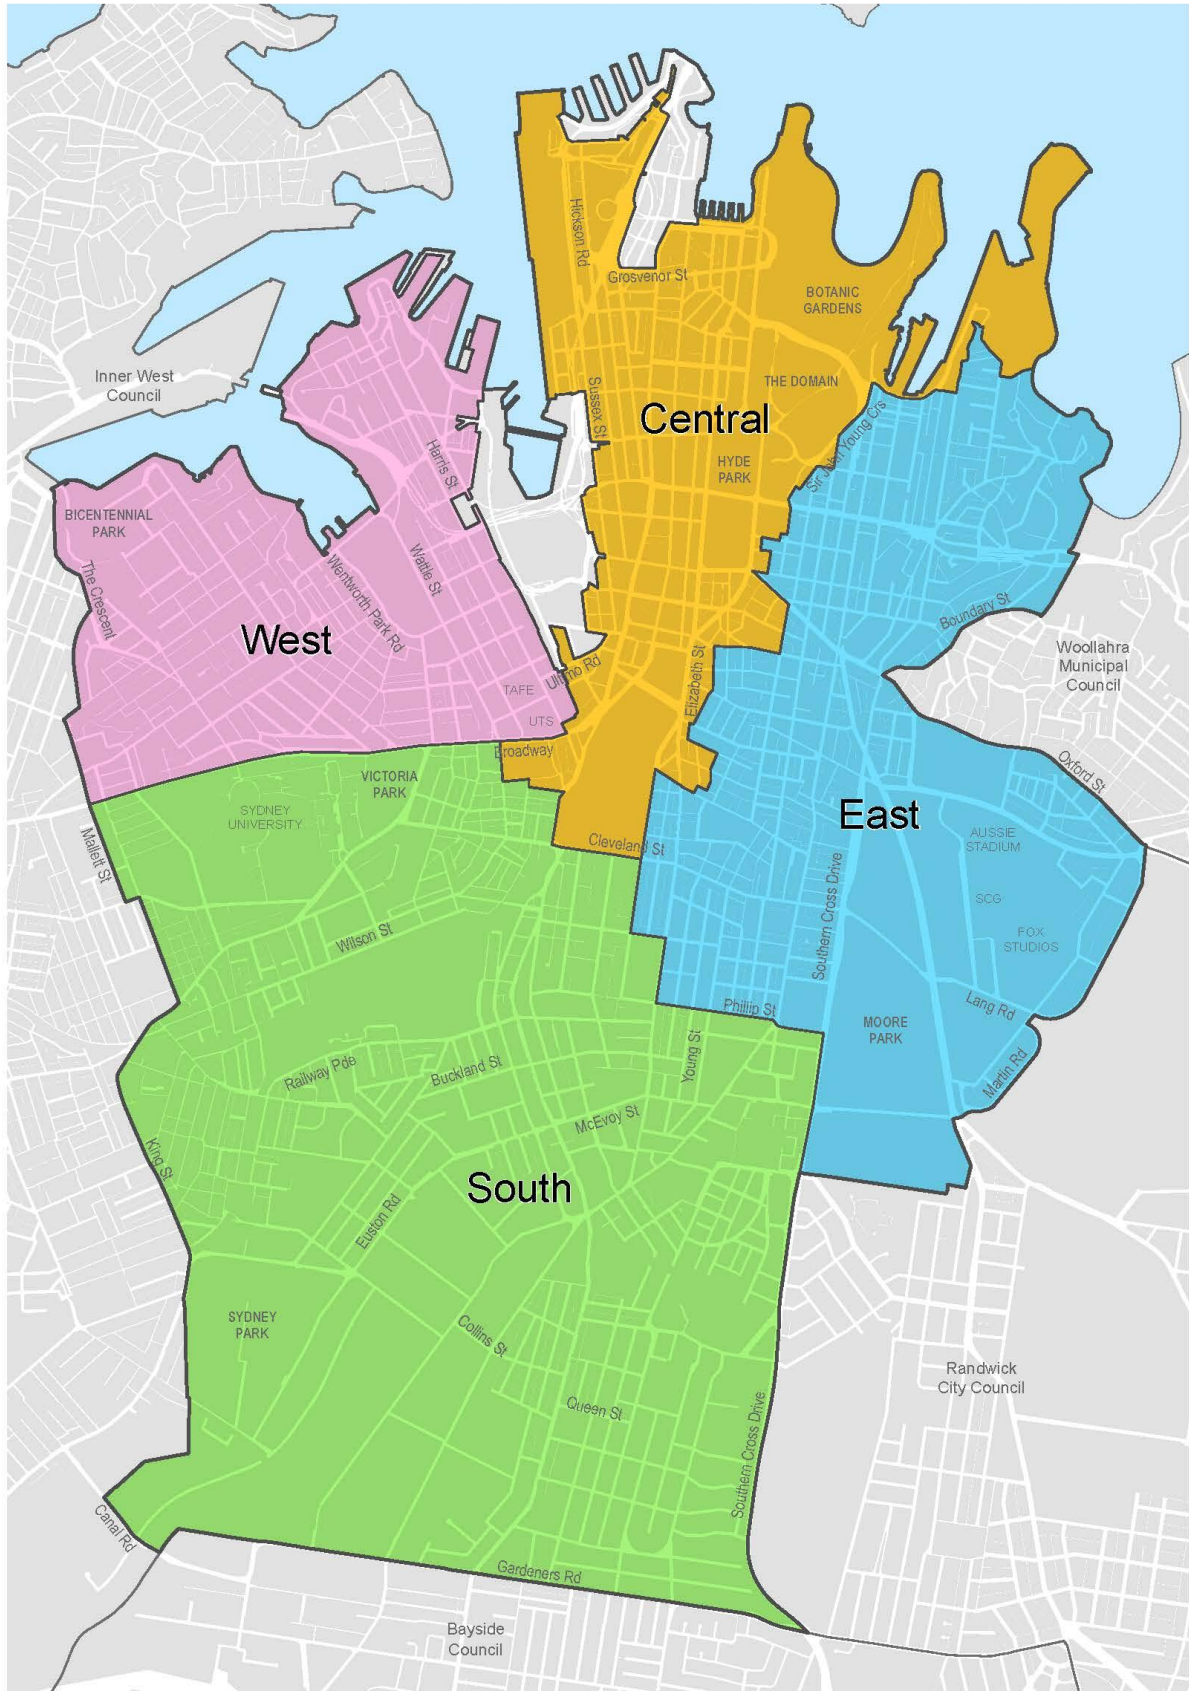 Hickson Rd
Grosvenor St
BOTANIC
GARDENS
Inner West
Council
THE DOMAIN
Sussex St
Central
Sir John Young Crs
HYDE
PARK
Harris St
BICENTENNIAL
PARK
The Crescent
Wattle St
Wentworth Park Rd
Boundary St
West
Woollahra
Municipal
Council
Ultimo Rd
Elizabeth St
TAFE
UTS
Broadway
VICTORIA
PARK
Oxford St
SYDNEY
UNIVERSITY
East
AUSSIE
STADIUM
Mallett St
Cleveland St
SCG
Southern Cross Drive
FOX
STUDIOS
Wilson St
Phillip St
Lang Rd
MOORE
PARK
Young St
Railway Pde
Buckland St
Martin Rd
McEvoy St
King St
South
Euston Rd
SYDNEY
PARK
Collins St
Randwick
City Council
Queen St
Southern Cross Drive
Canal Rd
Gardeners Rd
Bayside
Council